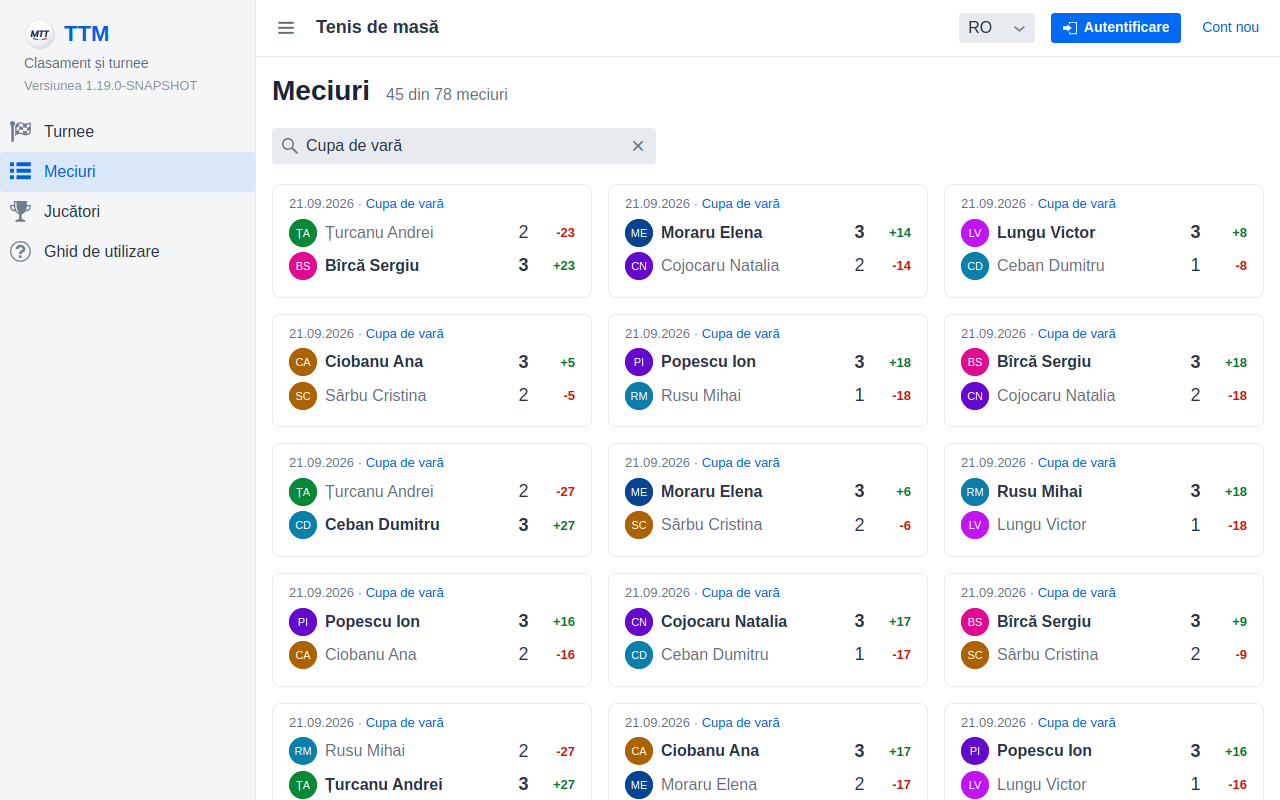 MTT TTM
Clasament și turnee
Versiunea 1.19.0-SNAPSHOT
Turnee
Meciuri
Jucători
Ghid de utilizare
Tenis de masă
RO
Autentificare
Cont nou
Meciuri 45 din 78 meciuri
Cupa de vară
21.09.2026 · Cupa de vară
ȚA Țurcanu Andrei 2 -23
BS Bîrcă Sergiu 3 +23
21.09.2026 · Cupa de vară
ME Moraru Elena 3 +14
CN Cojocaru Natalia 2 -14
21.09.2026 · Cupa de vară
LV Lungu Victor 3 +8
CD Ceban Dumitru 1 -8
21.09.2026 · Cupa de vară
CA Ciobanu Ana 3 +5
SC Sârbu Cristina 2 -5
21.09.2026 · Cupa de vară
PI Popescu Ion 3 +18
RM Rusu Mihai 1 -18
21.09.2026 · Cupa de vară
BS Bîrcă Sergiu 3 +18
CN Cojocaru Natalia 2 -18
21.09.2026 · Cupa de vară
ȚA Țurcanu Andrei 2 -27
CD Ceban Dumitru 3 +27
21.09.2026 · Cupa de vară
ME Moraru Elena 3 +6
SC Sârbu Cristina 2 -6
21.09.2026 · Cupa de vară
RM Rusu Mihai 3 +18
LV Lungu Victor 1 -18
21.09.2026 · Cupa de vară
PI Popescu Ion 3 +16
CA Ciobanu Ana 2 -16
21.09.2026 · Cupa de vară
CN Cojocaru Natalia 3 +17
CD Ceban Dumitru 1 -17
21.09.2026 · Cupa de vară
BS Bîrcă Sergiu 3 +9
SC Sârbu Cristina 2 -9
21.09.2026 · Cupa de vară
RM Rusu Mihai 2 -27
ȚA Țurcanu Andrei 3 +27
21.09.2026 · Cupa de vară
CA Ciobanu Ana 3 +17
ME Moraru Elena 2 -17
21.09.2026 · Cupa de vară
PI Popescu Ion 3 +16
LV Lungu Victor 1 -16